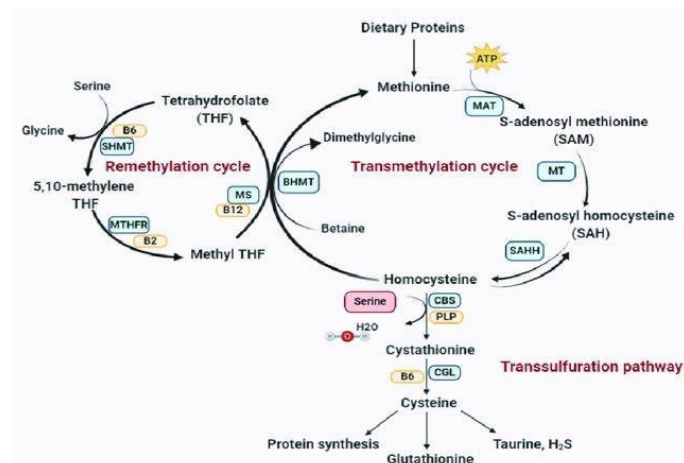 Dietary Proteins
ATP
Methionine
MAT
S-adenosyl methionine
(SAM)
MT
S-adenosyl homocysteine
(SAH)
SAHH
Transmethylation cycle
Dimethylglycine
BHMT
Betaine
Serine
Tetrahydrofolate
(THF)
Glycine
B6
SHMT
Remethylation cycle
5,10-methylene
THF
MS
B12
MTHFR
B2
Methyl THF
Homocysteine
Serine
CBS
PLP
H2O
H
O
H
Cystathionine
Transsulfuration pathway
B6
CGL
Cysteine
Protein synthesis
Glutathionine
Taurine, H₂S